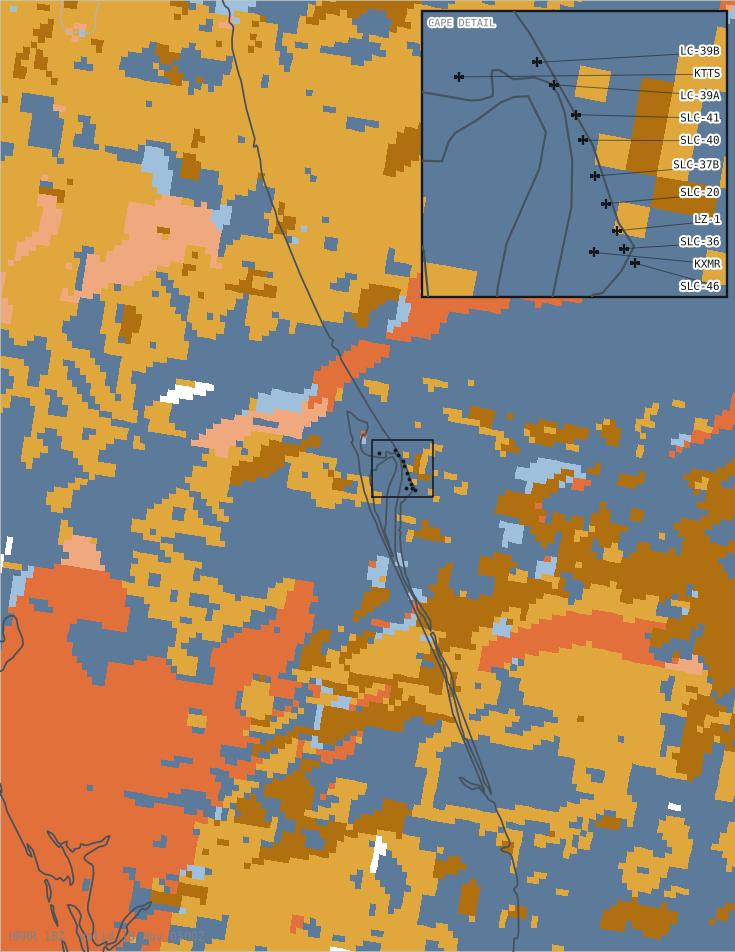 CAPE DETAIL
LC-39B
KTTS
LC-39A
SLC-41
SLC-40
SLC-37B
SLC-20
LZ-1
SLC-36
KXMR
SLC-46
HRRR